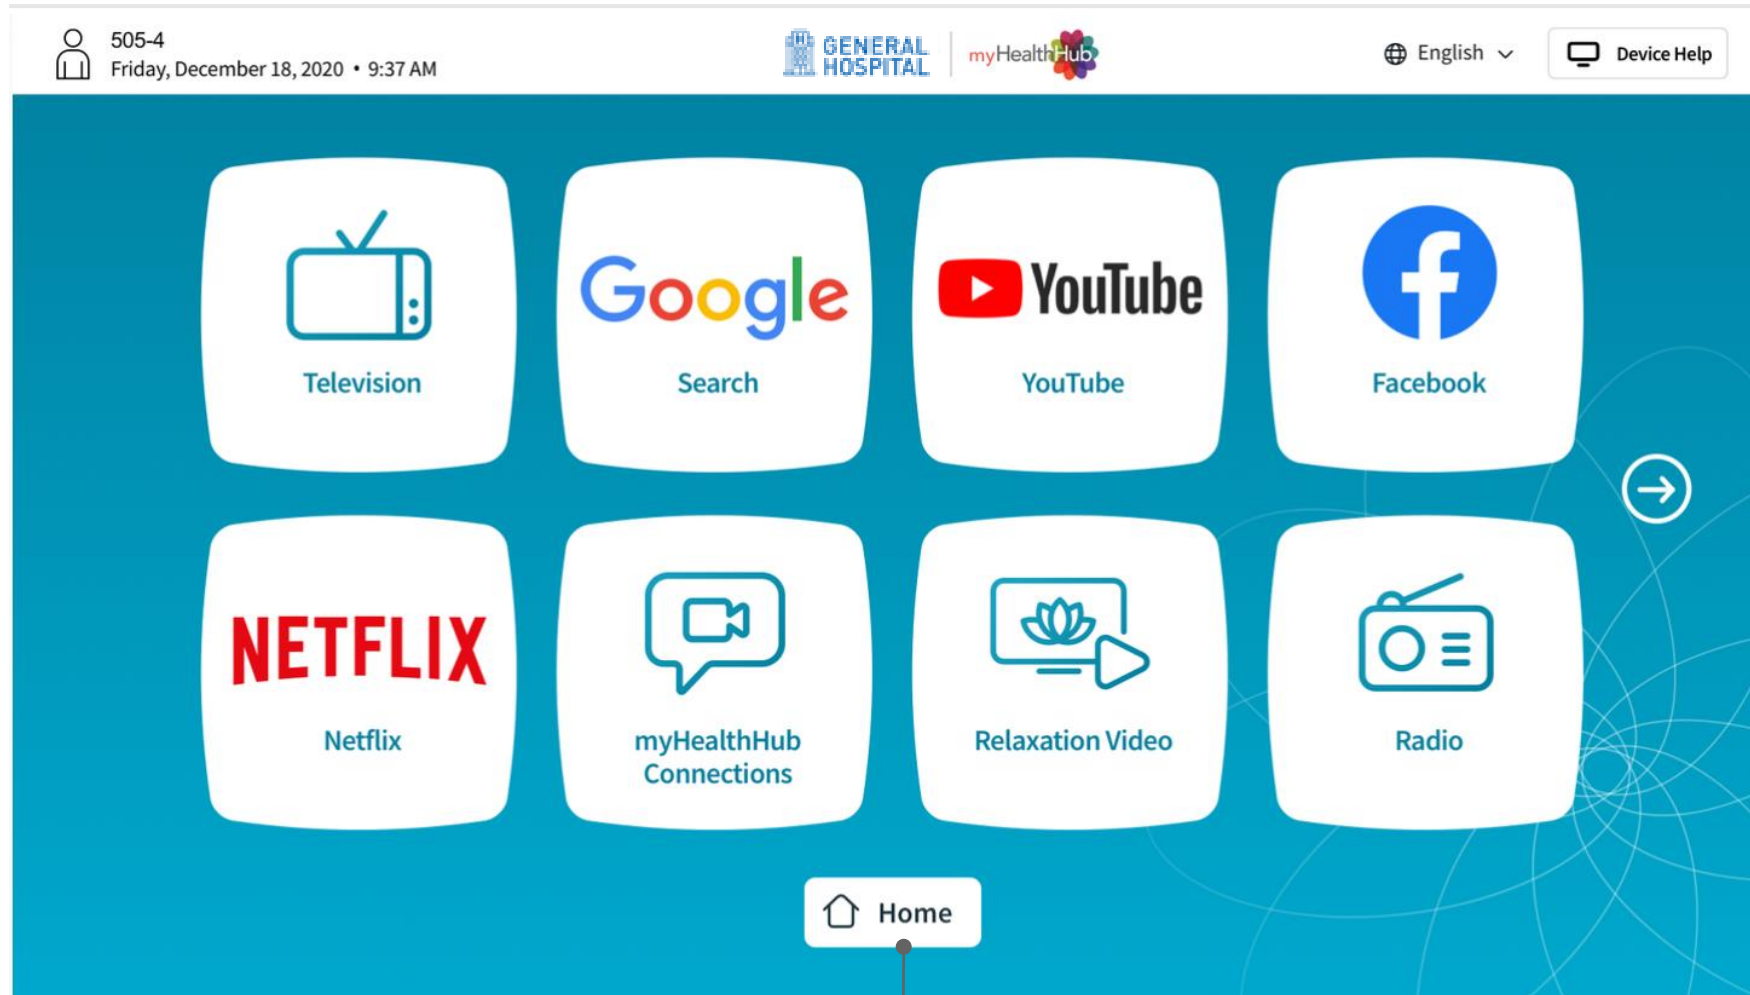 505-4
Friday, December 18, 2020 • 9:37 AM
GENERAL
HOSPITAL
myHealthHub
English
Device Help
Google
YouTube
Television
Search
YouTube
Facebook
NETFLIX
Netflix
myHealthHub
Connections
Relaxation Video
Radio
Home